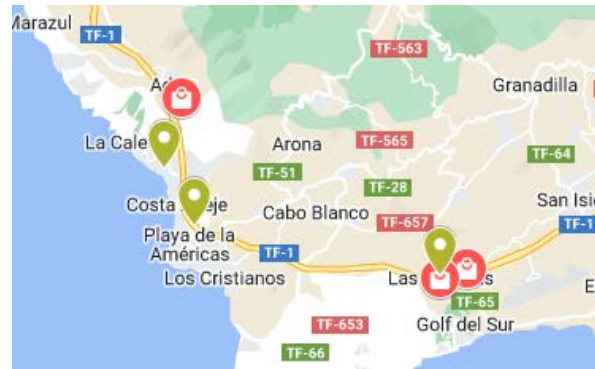 Marazul
TF-1
TF-563
Granadilla
La Cale
Arona
TF-565
TF-64
TF-51
TF-28
Costa
eje
Cabo Blanco
TF-657
San Isi
TF-1
Playa de la
Américas
TF-1
Los Cristianos
Las
s
TF-65
TF-653
Golf del Sur
TF-66